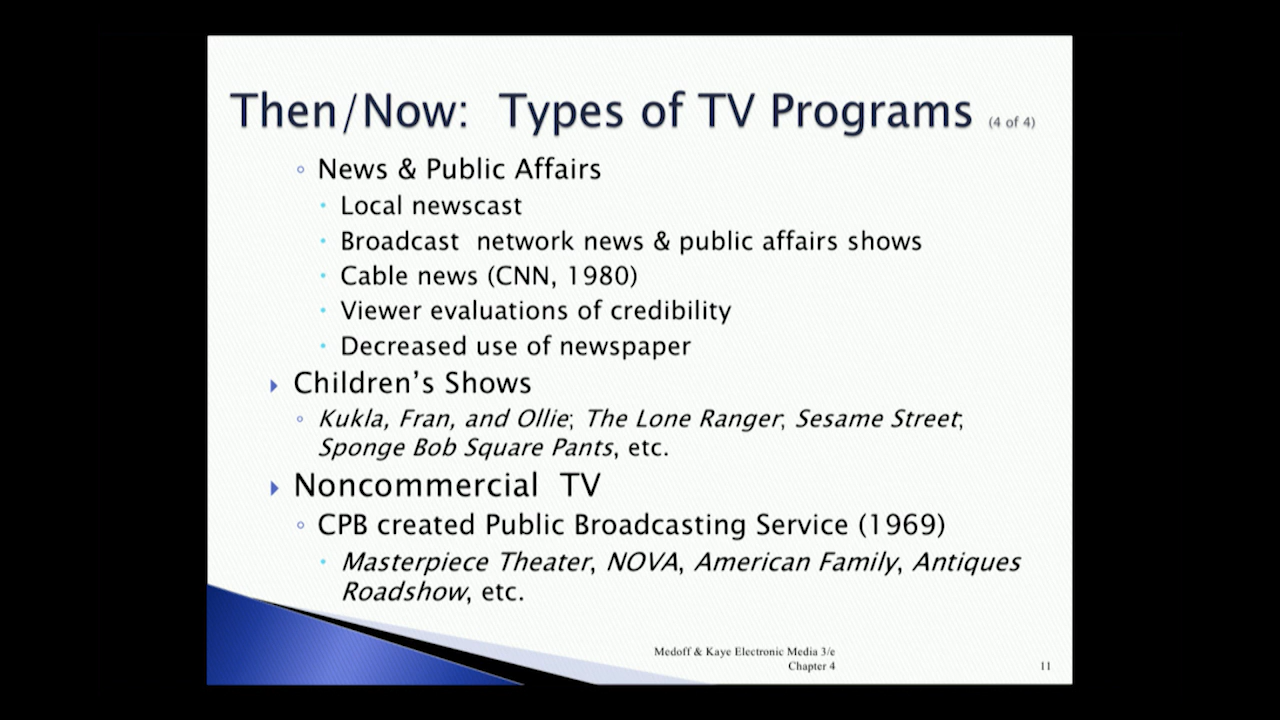 Then/Now:  Types of TV Programs (4 of 4)
News & Public Affairs
Local newscast
Broadcast  network news & public affairs shows
Cable news (CNN, 1980)
Viewer evaluations of credibility
Decreased use of newspaper
Children’s Shows
Kukla, Fran, and Ollie; The Lone Ranger; Sesame Street;
Sponge Bob Square Pants, etc.
Noncommercial  TV
CPB created Public Broadcasting Service (1969)
Masterpiece Theater, NOVA, American Family, Antiques
Roadshow, etc.
Medoff & Kaye Electronic Media 3/e
Chapter 4
11